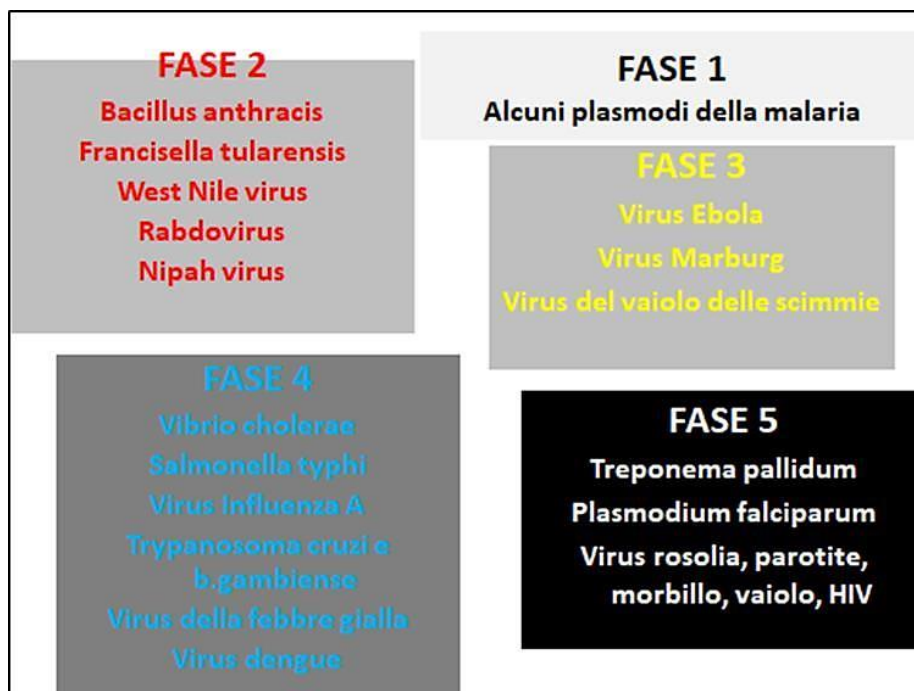 FASE 2
Bacillus anthracis
Francisella tularensis
West Nile virus
Rabdovirus
Nipah virus
FASE 1
Alcuni plasmodi della malaria
FASE 3
Virus Ebola
Virus Marburg
Virus del vaiolo delle scimmie
FASE 4
Vibrio cholerae
Salmonella typhi
Virus Influenza A
Trypanosoma cruzi e
b.gambiense
Virus della febbre gialla
Virus dengue
FASE 5
Treponema pallidum
Plasmodium falciparum
Virus rosolia, parotite,
morbillo, vaiolo, HIV